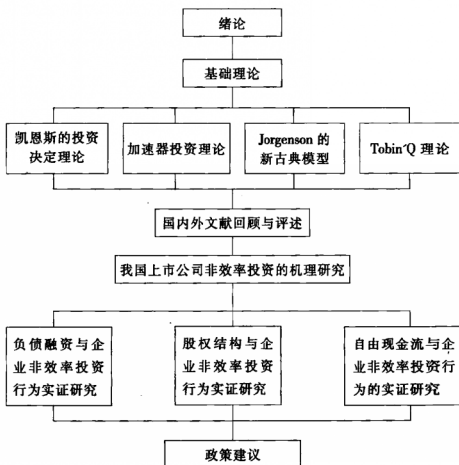 绪论
基础理论
凯恩斯的投资
决定理论
加速器投资理论
Jorgenson 的
新古典模型
Tobin'Q 理论
国内外文献回顾与评述
我国上市公司非效率投资的机理研究
负债融资与企
业非效率投资
行为实证研究
股权结构与企
业非效率投资
行为实证研究
自由现金流与企
业非效率投资行
为的实证研究
政策建议